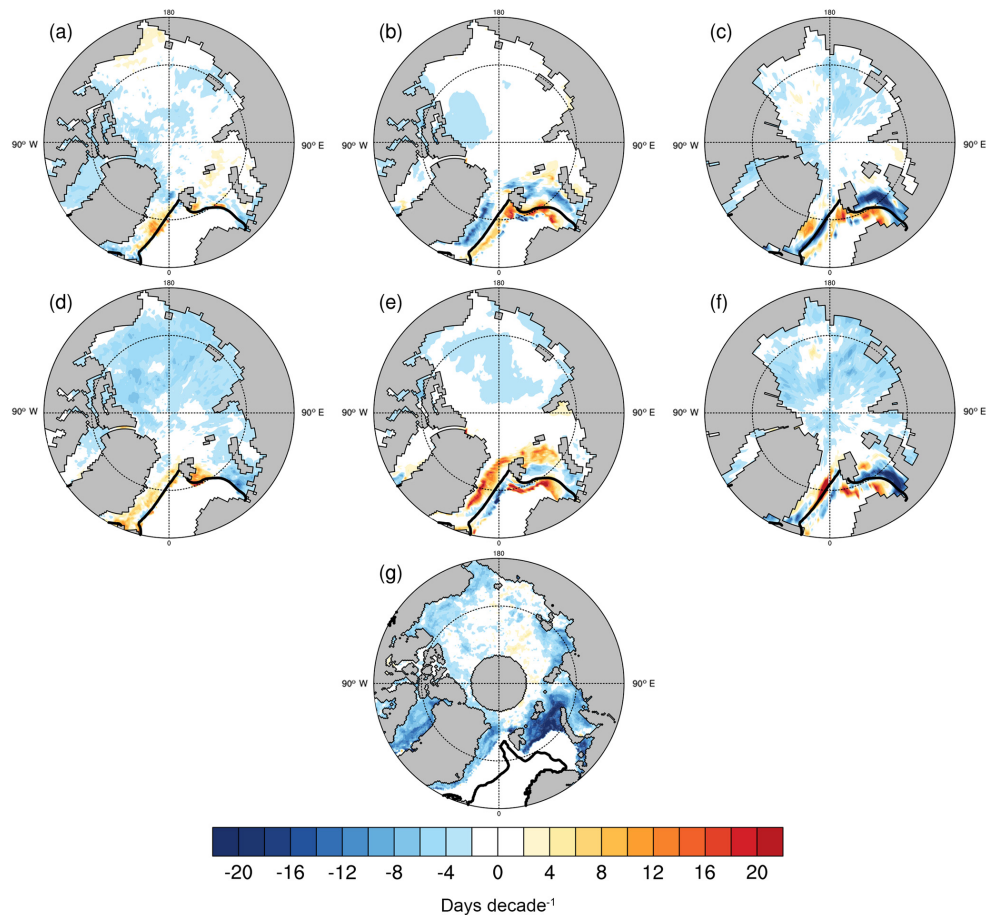 180 180 180
(a) (b) (c)
90° W 90° E 90° W 90° E 90° W 90° E
0 0 0
180 180 180
(d) (e) (f)
90° W 90° E 90° W 90° E 90° W 90° E
0 0 0
180
(g)
90° W 90° E
0
-20 -16 -12 -8 -4 0 4 8 12 16 20
Days decade⁻¹